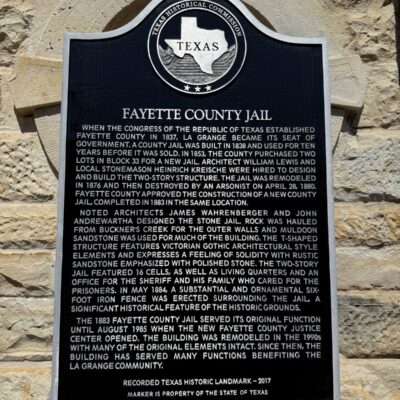 TEXAS HISTORICAL COMMISSION
TEXAS
FAYETTE COUNTY JAIL
WHEN THE CONGRESS OF THE REPUBLIC OF TEXAS ESTABLISHED
FAYETTE COUNTY IN 1837, LA GRANGE BECAME ITS SEAT OF
GOVERNMENT. A COUNTY JAIL WAS BUILT IN 1838 AND USED FOR TEN
YEARS BEFORE IT WAS SOLD. IN 1853, THE COUNTY PURCHASED TWO
LOTS IN BLOCK 33 FOR A NEW JAIL. ARCHITECT WILLIAM LEWIS AND
LOCAL STONEMASON HEINRICH KREISCHE WERE HIRED TO DESIGN
AND BUILD THE TWO-STORY STRUCTURE. THE JAIL WAS REMODELED
IN 1876 AND THEN DESTROYED BY AN ARSONIST ON APRIL 28, 1880.
FAYETTE COUNTY APPROVED THE CONSTRUCTION OF A NEW COUNTY
JAIL, COMPLETED IN 1883 IN THE SAME LOCATION.
NOTED ARCHITECTS JAMES WAHRENBERGER AND JOHN
ANDREWARTHA DESIGNED THE STONE JAIL. ROCK WAS HAULED
FROM BUCKNERS CREEK FOR THE OUTER WALLS AND MULDOON
SANDSTONE WAS USED FOR MUCH OF THE BUILDING. THE T-SHAPED
STRUCTURE FEATURES VICTORIAN GOTHIC ARCHITECTURAL STYLE
ELEMENTS AND EXPRESSES A FEELING OF SOLIDITY WITH RUSTIC
SANDSTONE EMPHASIZED WITH POLISHED STONE. THE TWO-STORY
JAIL FEATURED 16 CELLS, AS WELL AS LIVING QUARTERS AND AN
OFFICE FOR THE SHERIFF AND HIS FAMILY WHO CARED FOR THE
PRISONERS. IN MAY 1884, A SUBSTANTIAL AND ORNAMENTAL SIX-
FOOT IRON FENCE WAS ERECTED SURROUNDING THE JAIL, A
SIGNIFICANT HISTORICAL FEATURE OF THE HISTORIC GROUNDS.
THE 1883 FAYETTE COUNTY JAIL SERVED ITS ORIGINAL FUNCTION
UNTIL AUGUST 1985 WHEN THE NEW FAYETTE COUNTY JUSTICE
CENTER OPENED. THE BUILDING WAS REMODELED IN THE 1990s
WITH MANY OF THE ORIGINAL ELEMENTS INTACT. SINCE THEN, THE
BUILDING HAS SERVED MANY FUNCTIONS BENEFITING THE
LA GRANGE COMMUNITY.
RECORDED TEXAS HISTORIC LANDMARK – 2017
MARKER IS PROPERTY OF THE STATE OF TEXAS